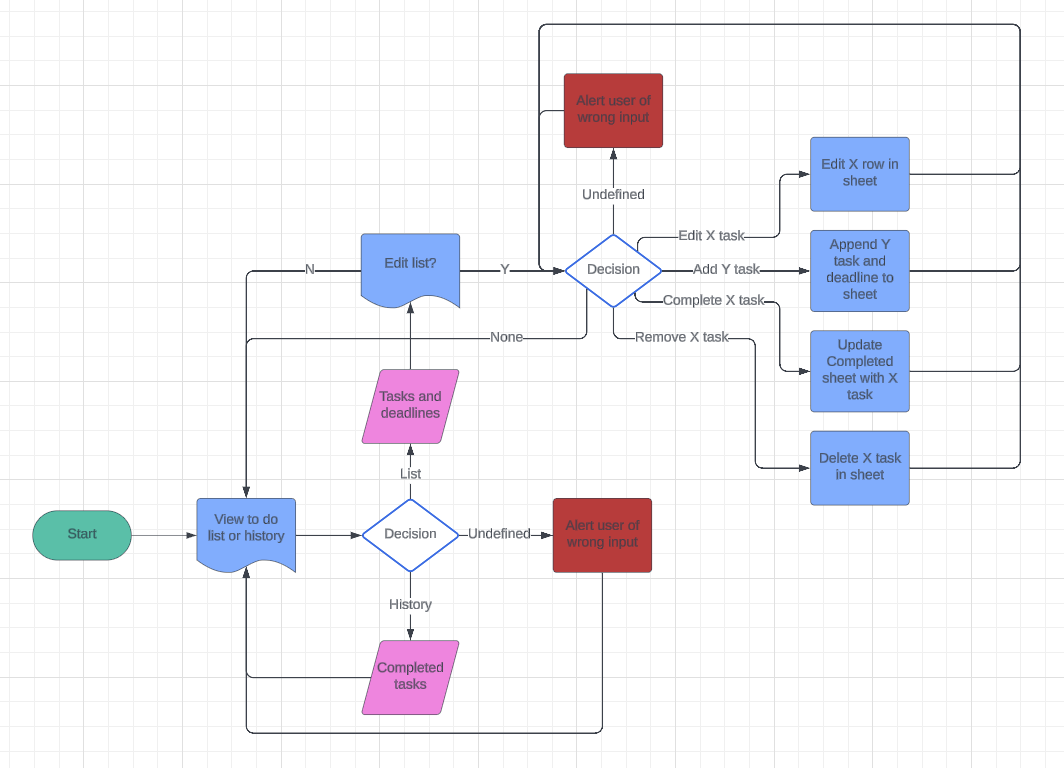 Alert user of
wrong input
Undefined
Edit X row in
sheet
Edit X task
Edit list?
N
Y
Decision
Add Y task
Append Y
task and
deadline to
sheet
Complete X task
None
Remove X task
Update
Completed
sheet with X
task
Tasks and
deadlines
Delete X task
in sheet
List
Start
View to do
list or history
Decision
Undefined
Alert user of
wrong input
History
Completed
tasks